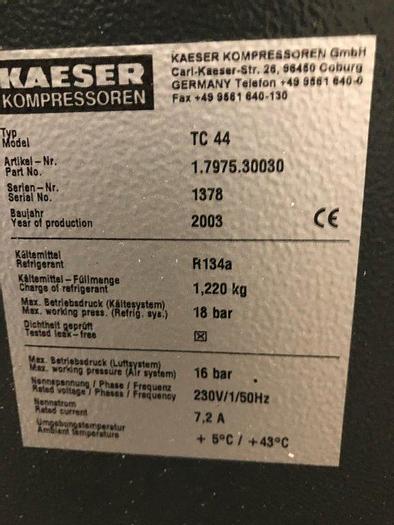 KAESER
KOMPRESSOREN
KAESER KOMPRESSOREN GmbH
Carl-Kaeser-Str. 26, 96450 Coburg
GERMANY Telefon +49 9561 640-0
Fax +49 9561 640-130
Typ
Model TC 44
Artikel-Nr.
Part No. 1.7975.30030
Serien-Nr.
Serial No. 1378
Baujahr
Year of production 2003 CE
Kältemittel
Refrigerant R134a
Kältemittel-Füllmange
Charge of refrigerant 1,220 kg
Max. Betriebsdruck (Kältesystem)
Max. working press. (Refrig. sys.) 18 bar
Dichtheit geprüft
Tested leak-free ☒
Max. Betriebsdruck (Luftsystem)
Max. working pressure (Air system) 16 bar
Nennspannung / Phase / Frequenz
Rated voltage / Phases / Frequency 230V/1/50Hz
Nennstrom
Rated current 7,2 A
Umgebungstemperatur
Ambient temperature + 5°C / +43°C